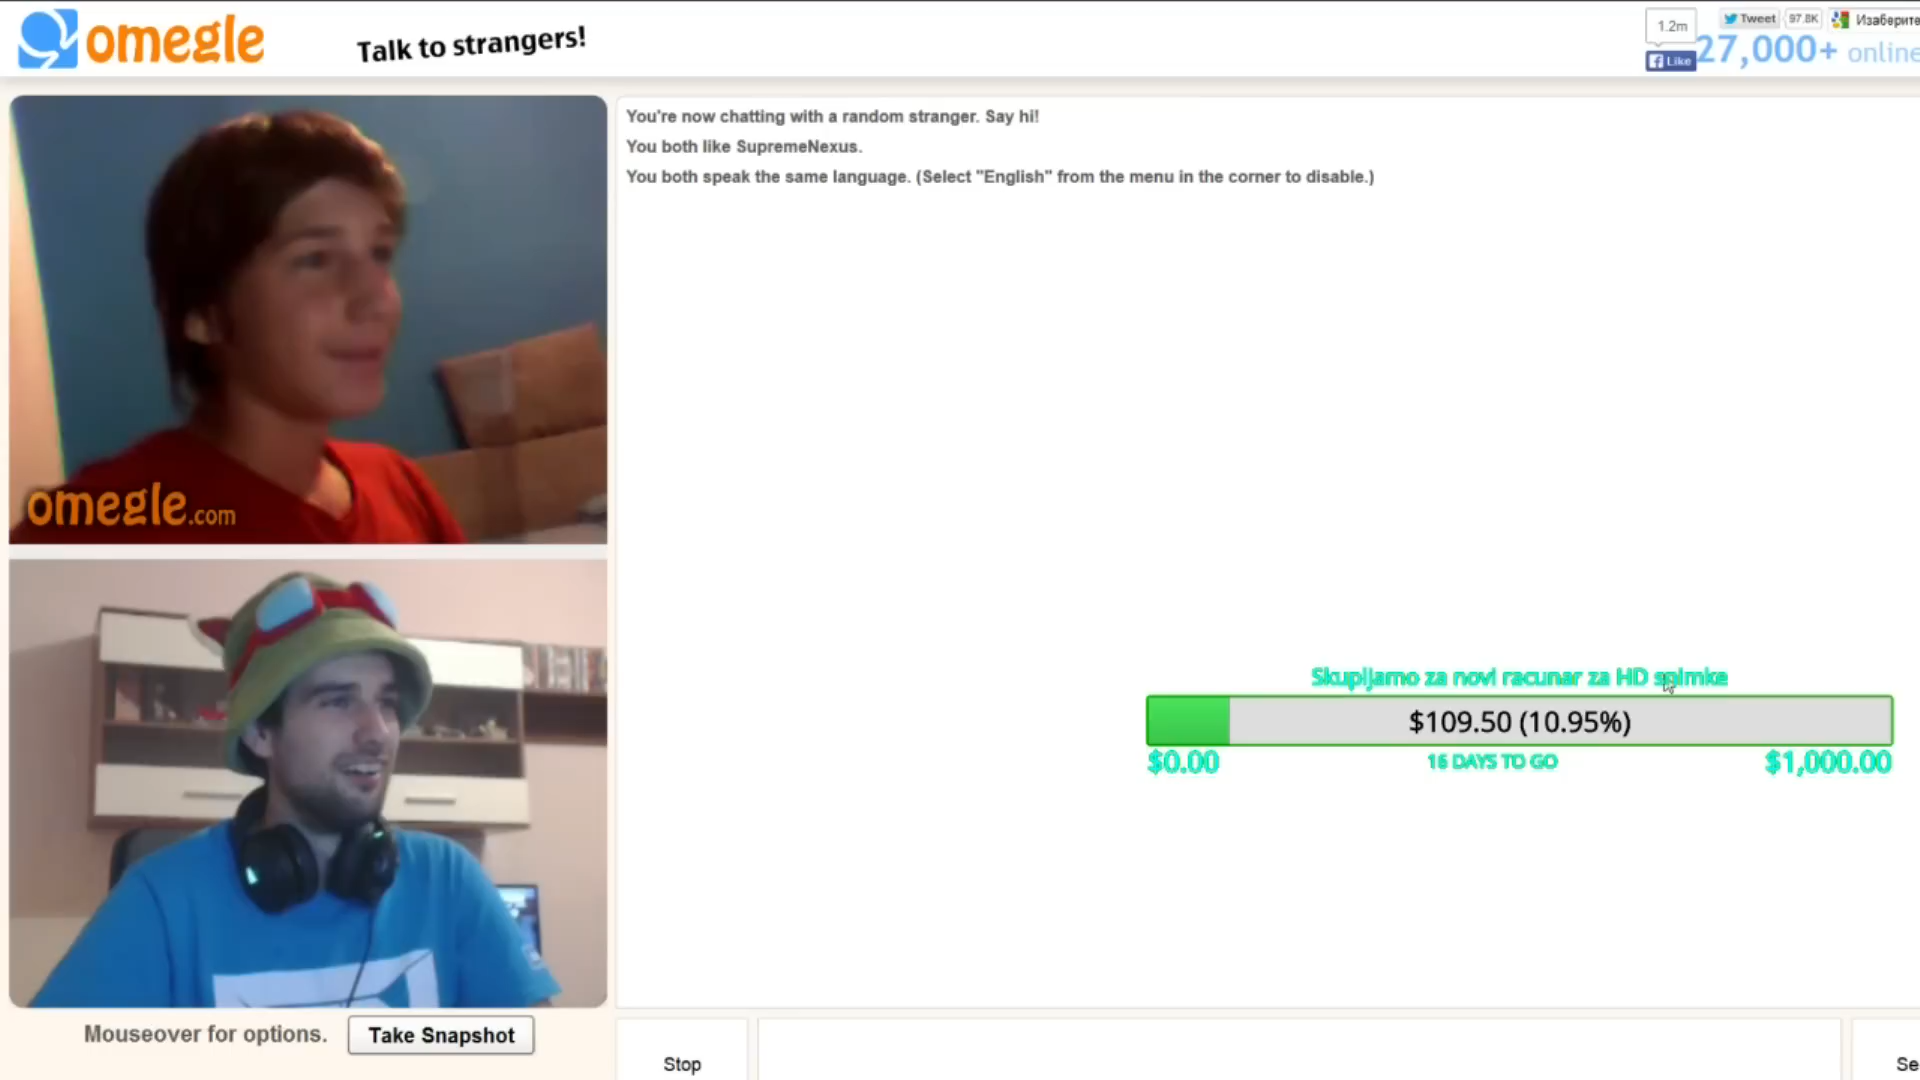 omegle
Talk to strangers!
1.2m
Like
Tweet
97.8K
Изаберите
27,000+ online
You're now chatting with a random stranger. Say hi!
You both like SupremeNexus.
You both speak the same language. (Select "English" from the menu in the corner to disable.)
omegle.com
Skupljamo za novi racunar za HD snimke
$109.50 (10.95%)
$0.00
16 DAYS TO GO
$1,000.00
Mouseover for options.
Take Snapshot
Stop
Se